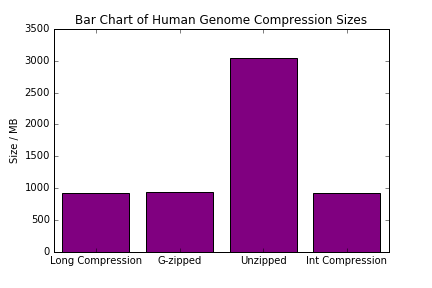 Bar Chart of Human Genome Compression Sizes
3500
3000
2500
2000
1500
1000
500
0
Size / MB
Long Compression G-zipped Unzipped Int Compression